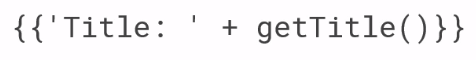 {{'Title: ' + getTitle()}}